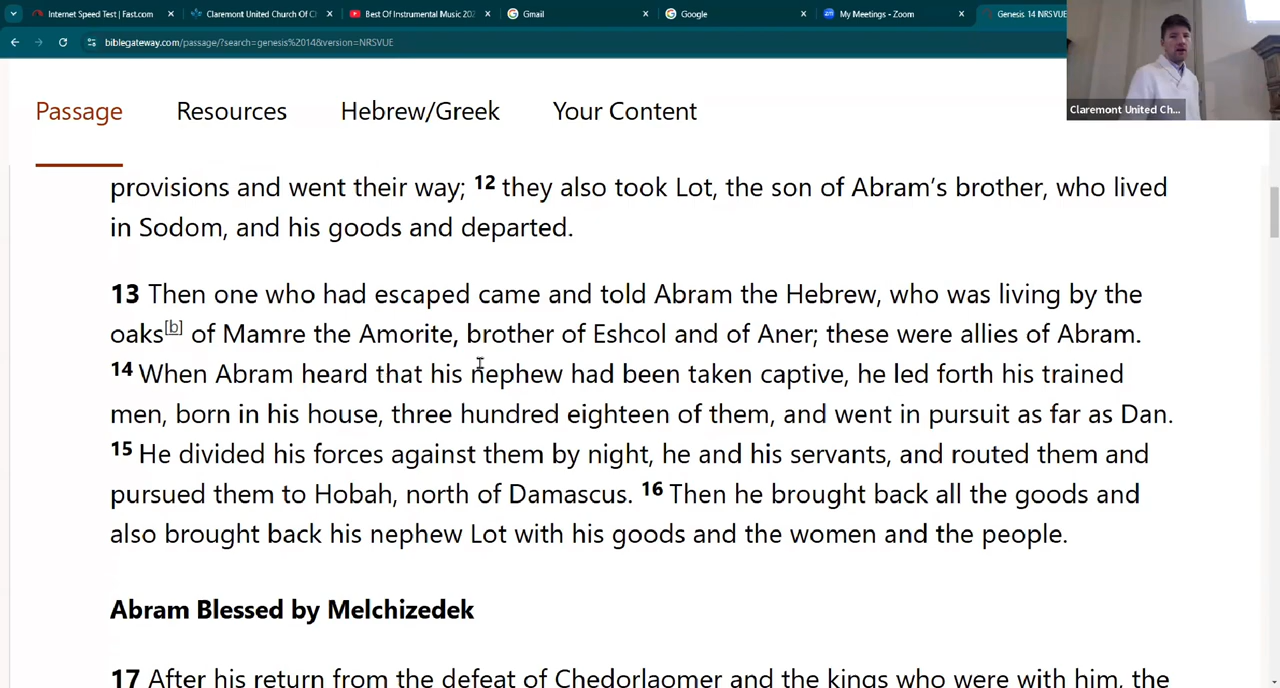 Internet Speed Test | Fast.com
Claremont United Church Of C
Best Of Instrumental Music 202
Gmail
Google
My Meetings - Zoom
Genesis 14 NRSVUE
biblegateway.com/passage/?search=genesis%2014&version=NRSVUE
Claremont United Ch...
Passage Resources Hebrew/Greek Your Content
provisions and went their way; 12 they also took Lot, the son of Abram’s brother, who lived
in Sodom, and his goods and departed.
13 Then one who had escaped came and told Abram the Hebrew, who was living by the
oaks[b] of Mamre the Amorite, brother of Eshcol and of Aner; these were allies of Abram.
14 When Abram heard that his nephew had been taken captive, he led forth his trained
men, born in his house, three hundred eighteen of them, and went in pursuit as far as Dan.
15 He divided his forces against them by night, he and his servants, and routed them and
pursued them to Hobah, north of Damascus. 16 Then he brought back all the goods and
also brought back his nephew Lot with his goods and the women and the people.
Abram Blessed by Melchizedek
17 After his return from the defeat of Chedorlaomer and the kings who were with him, the